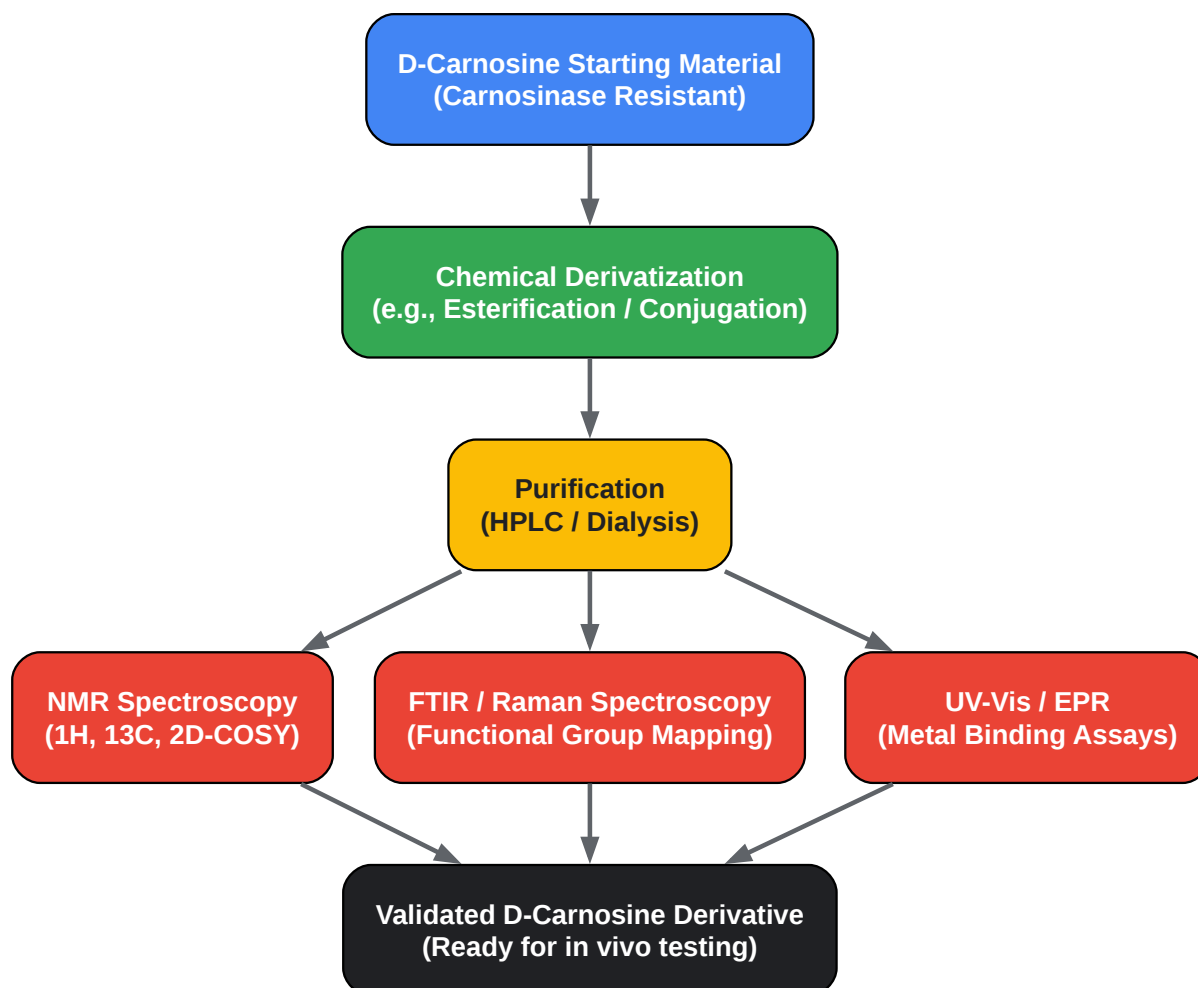 D-Carnosine Starting Material
(Carnosinase Resistant)
Chemical Derivatization
(e.g., Esterification / Conjugation)
Purification
(HPLC / Dialysis)
NMR Spectroscopy
(1H, 13C, 2D-COSY)
FTIR / Raman Spectroscopy
(Functional Group Mapping)
UV-Vis / EPR
(Metal Binding Assays)
Validated D-Carnosine Derivative
(Ready for in vivo testing)